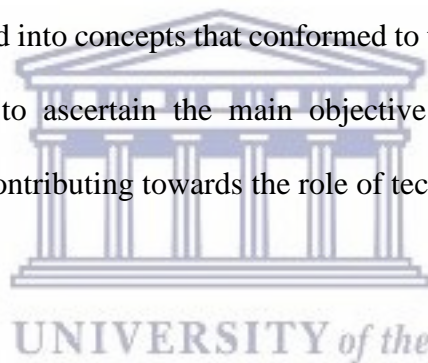 d into concepts that conformed to
to ascertain the main objective
ontributing towards the role of tec
UNIVERSITY of the